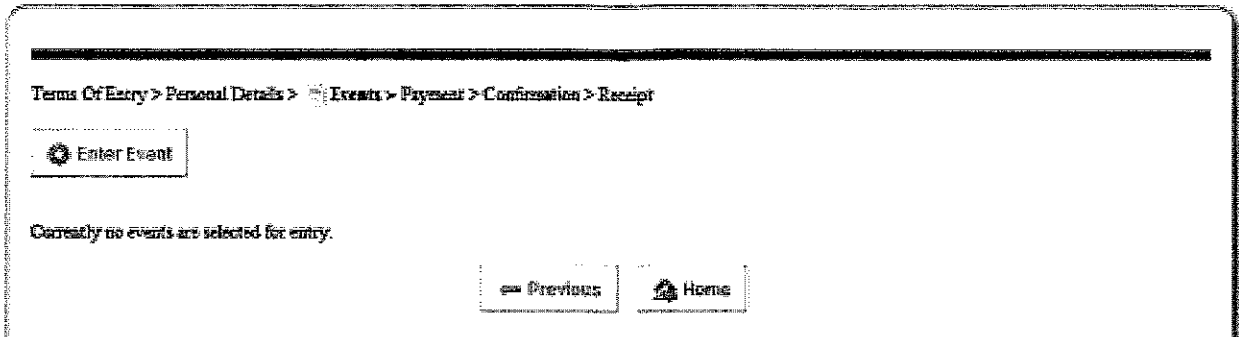 Terms Of Entry > Personal Details > Events > Payment > Confirmation > Receipt
Enter Event
Currently no events are selected for entry.
Previous Home